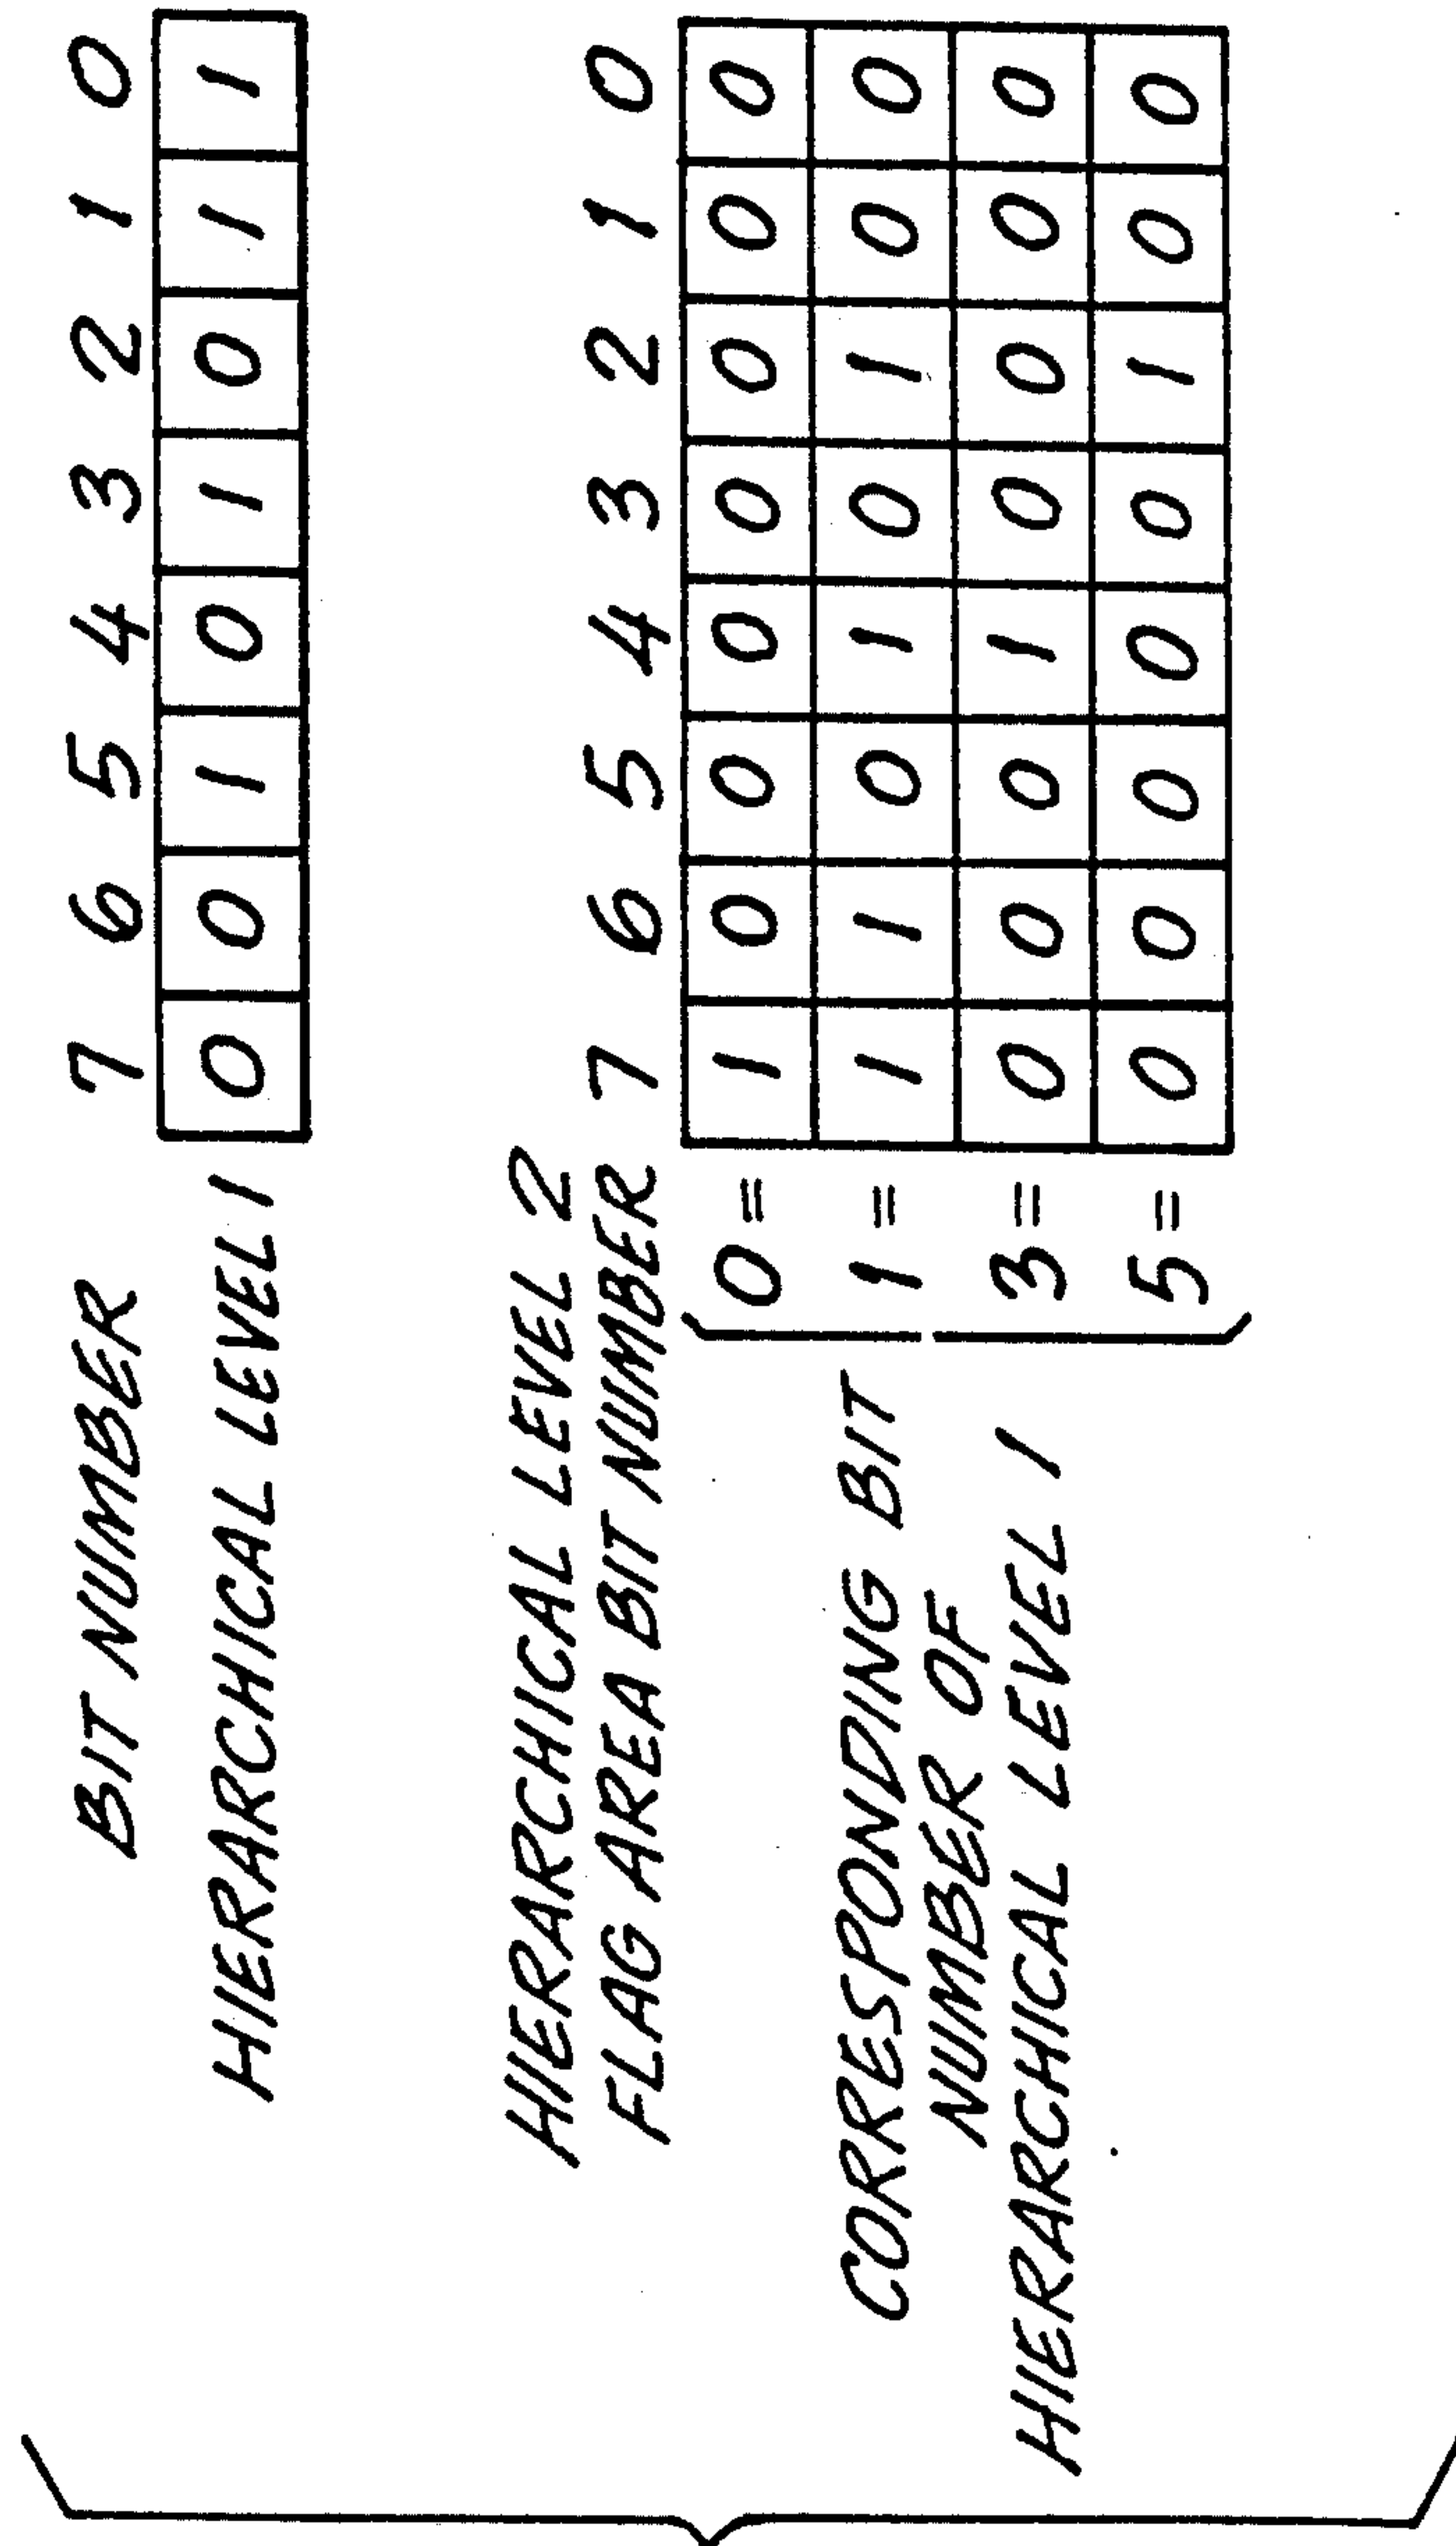 BIT NUMBER 7 6 5 4 3 2 1 0
HIERARCHICAL LEVEL 1 0 0 1 0 1 0 1 1
HIERARCHICAL LEVEL 2
FLAG AREA BIT NUMBER 7 6 5 4 3 2 1 0
0 = 1 0 0 0 0 0 0 0
CORRESPONDING BIT 1 = 1 1 0 1 0 1 0 0
NUMBER OF
HIERARCHICAL LEVEL 1 3 = 0 0 0 1 0 0 0 0
5 = 0 0 0 0 0 1 0 0